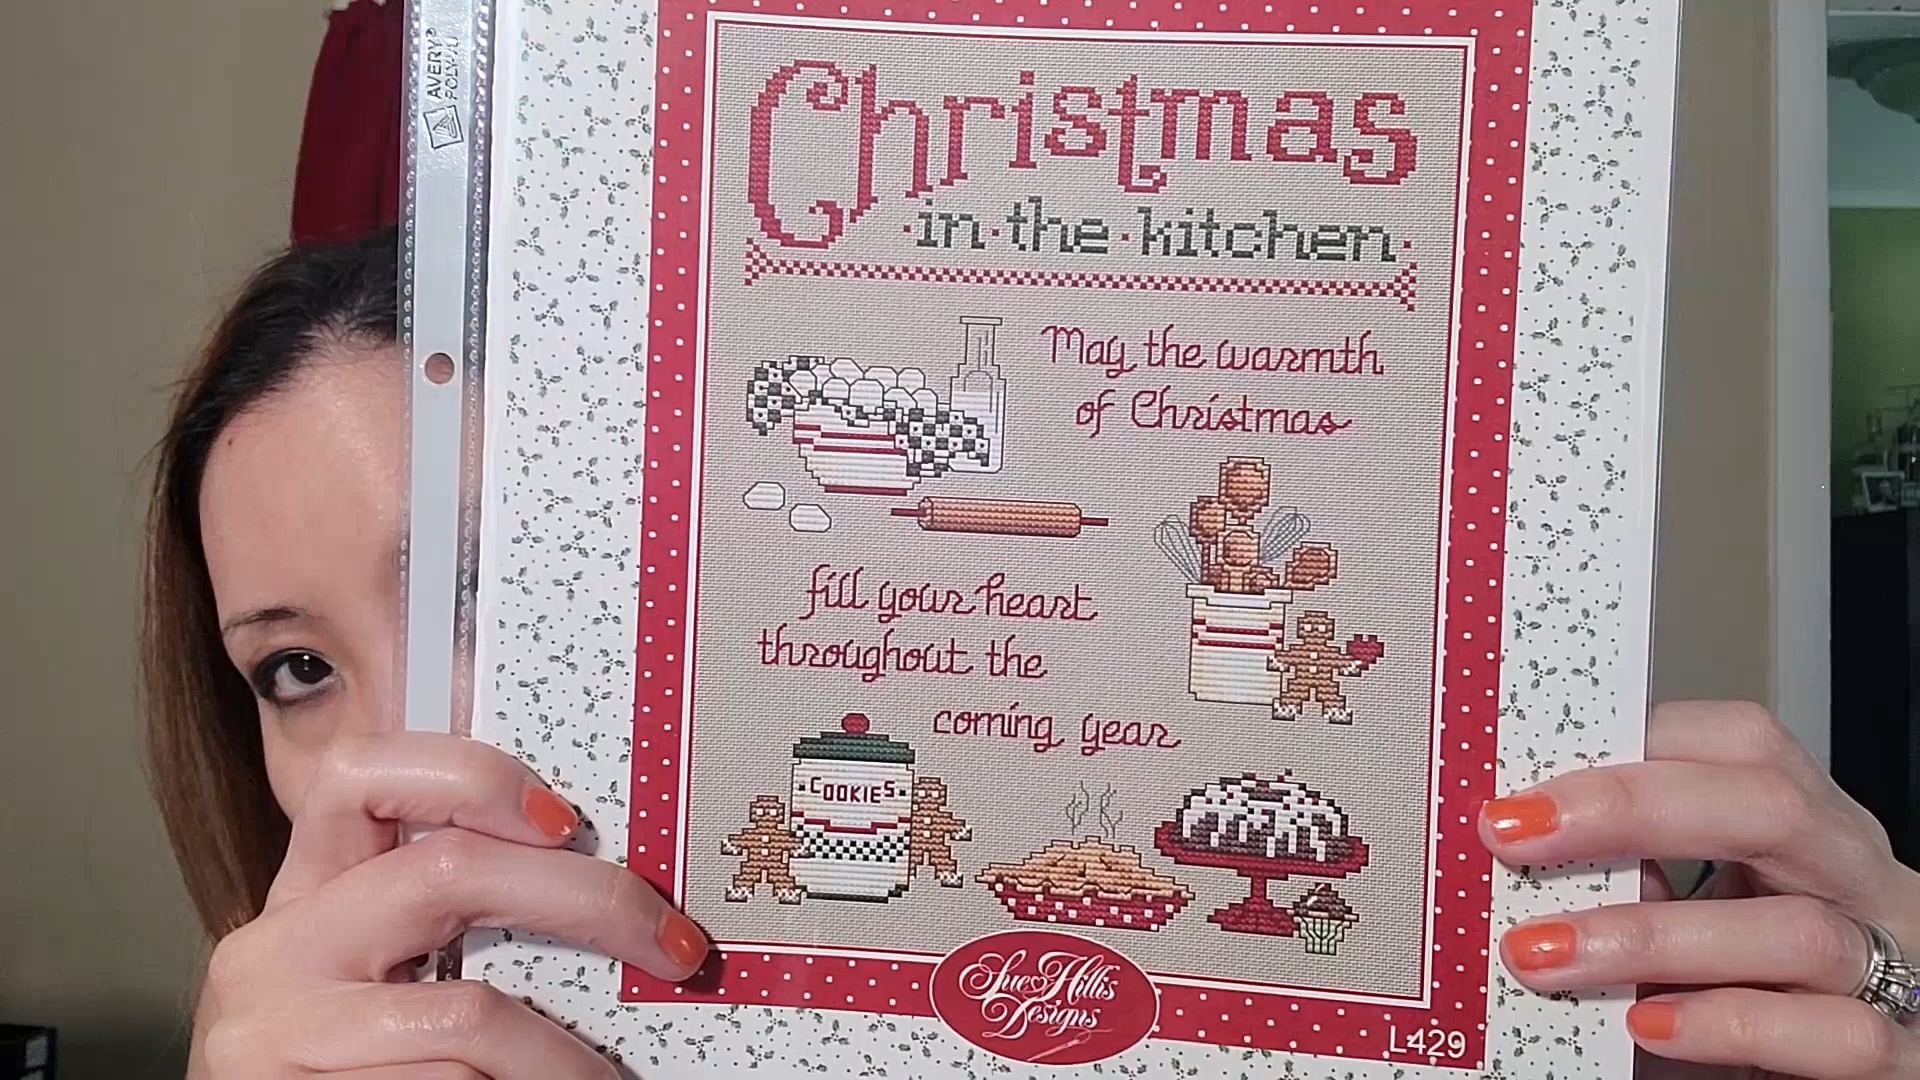 AVERY®
Christmas
·in·the·kitchen·
May the warmth
of Christmas
fill your heart
throughout the
coming year
COOKIES
Sue Hillis
Designs
L429